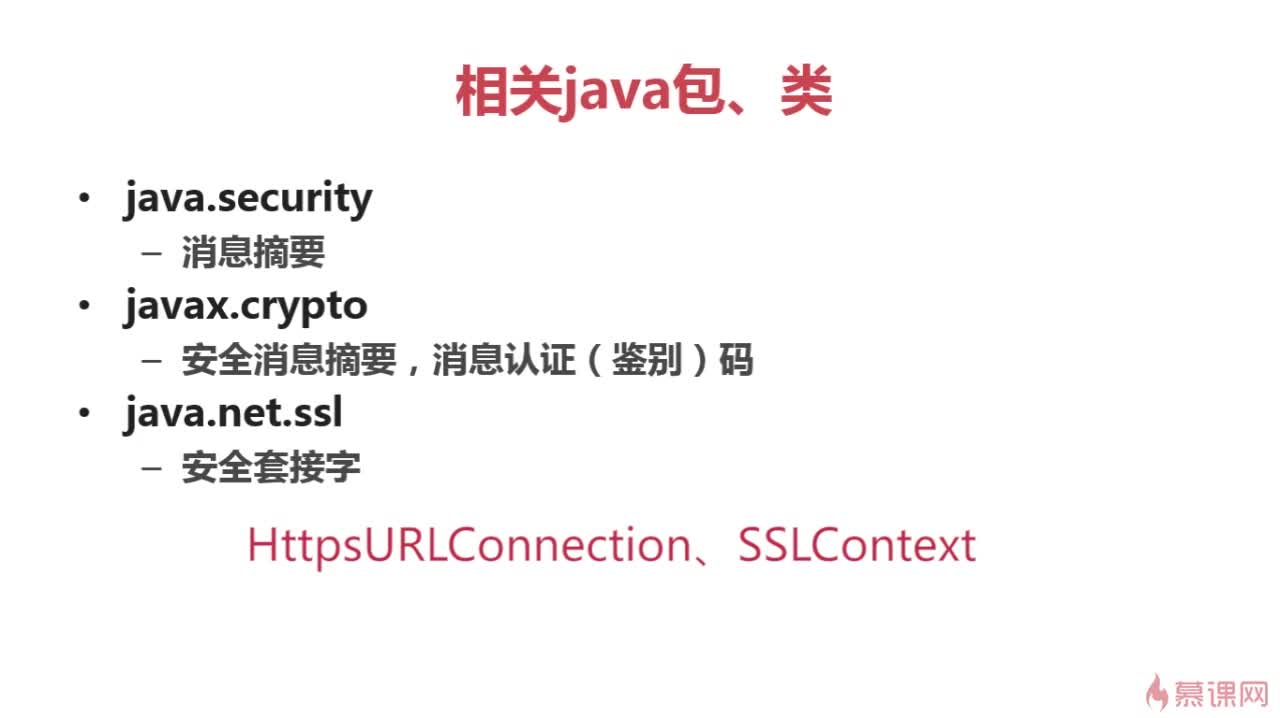 相关java包、类
• java.security
– 消息摘要
• javax.crypto
– 安全消息摘要，消息认证（鉴别）码
• java.net.ssl
– 安全套接字
HttpsURLConnection、SSLContext
慕课网